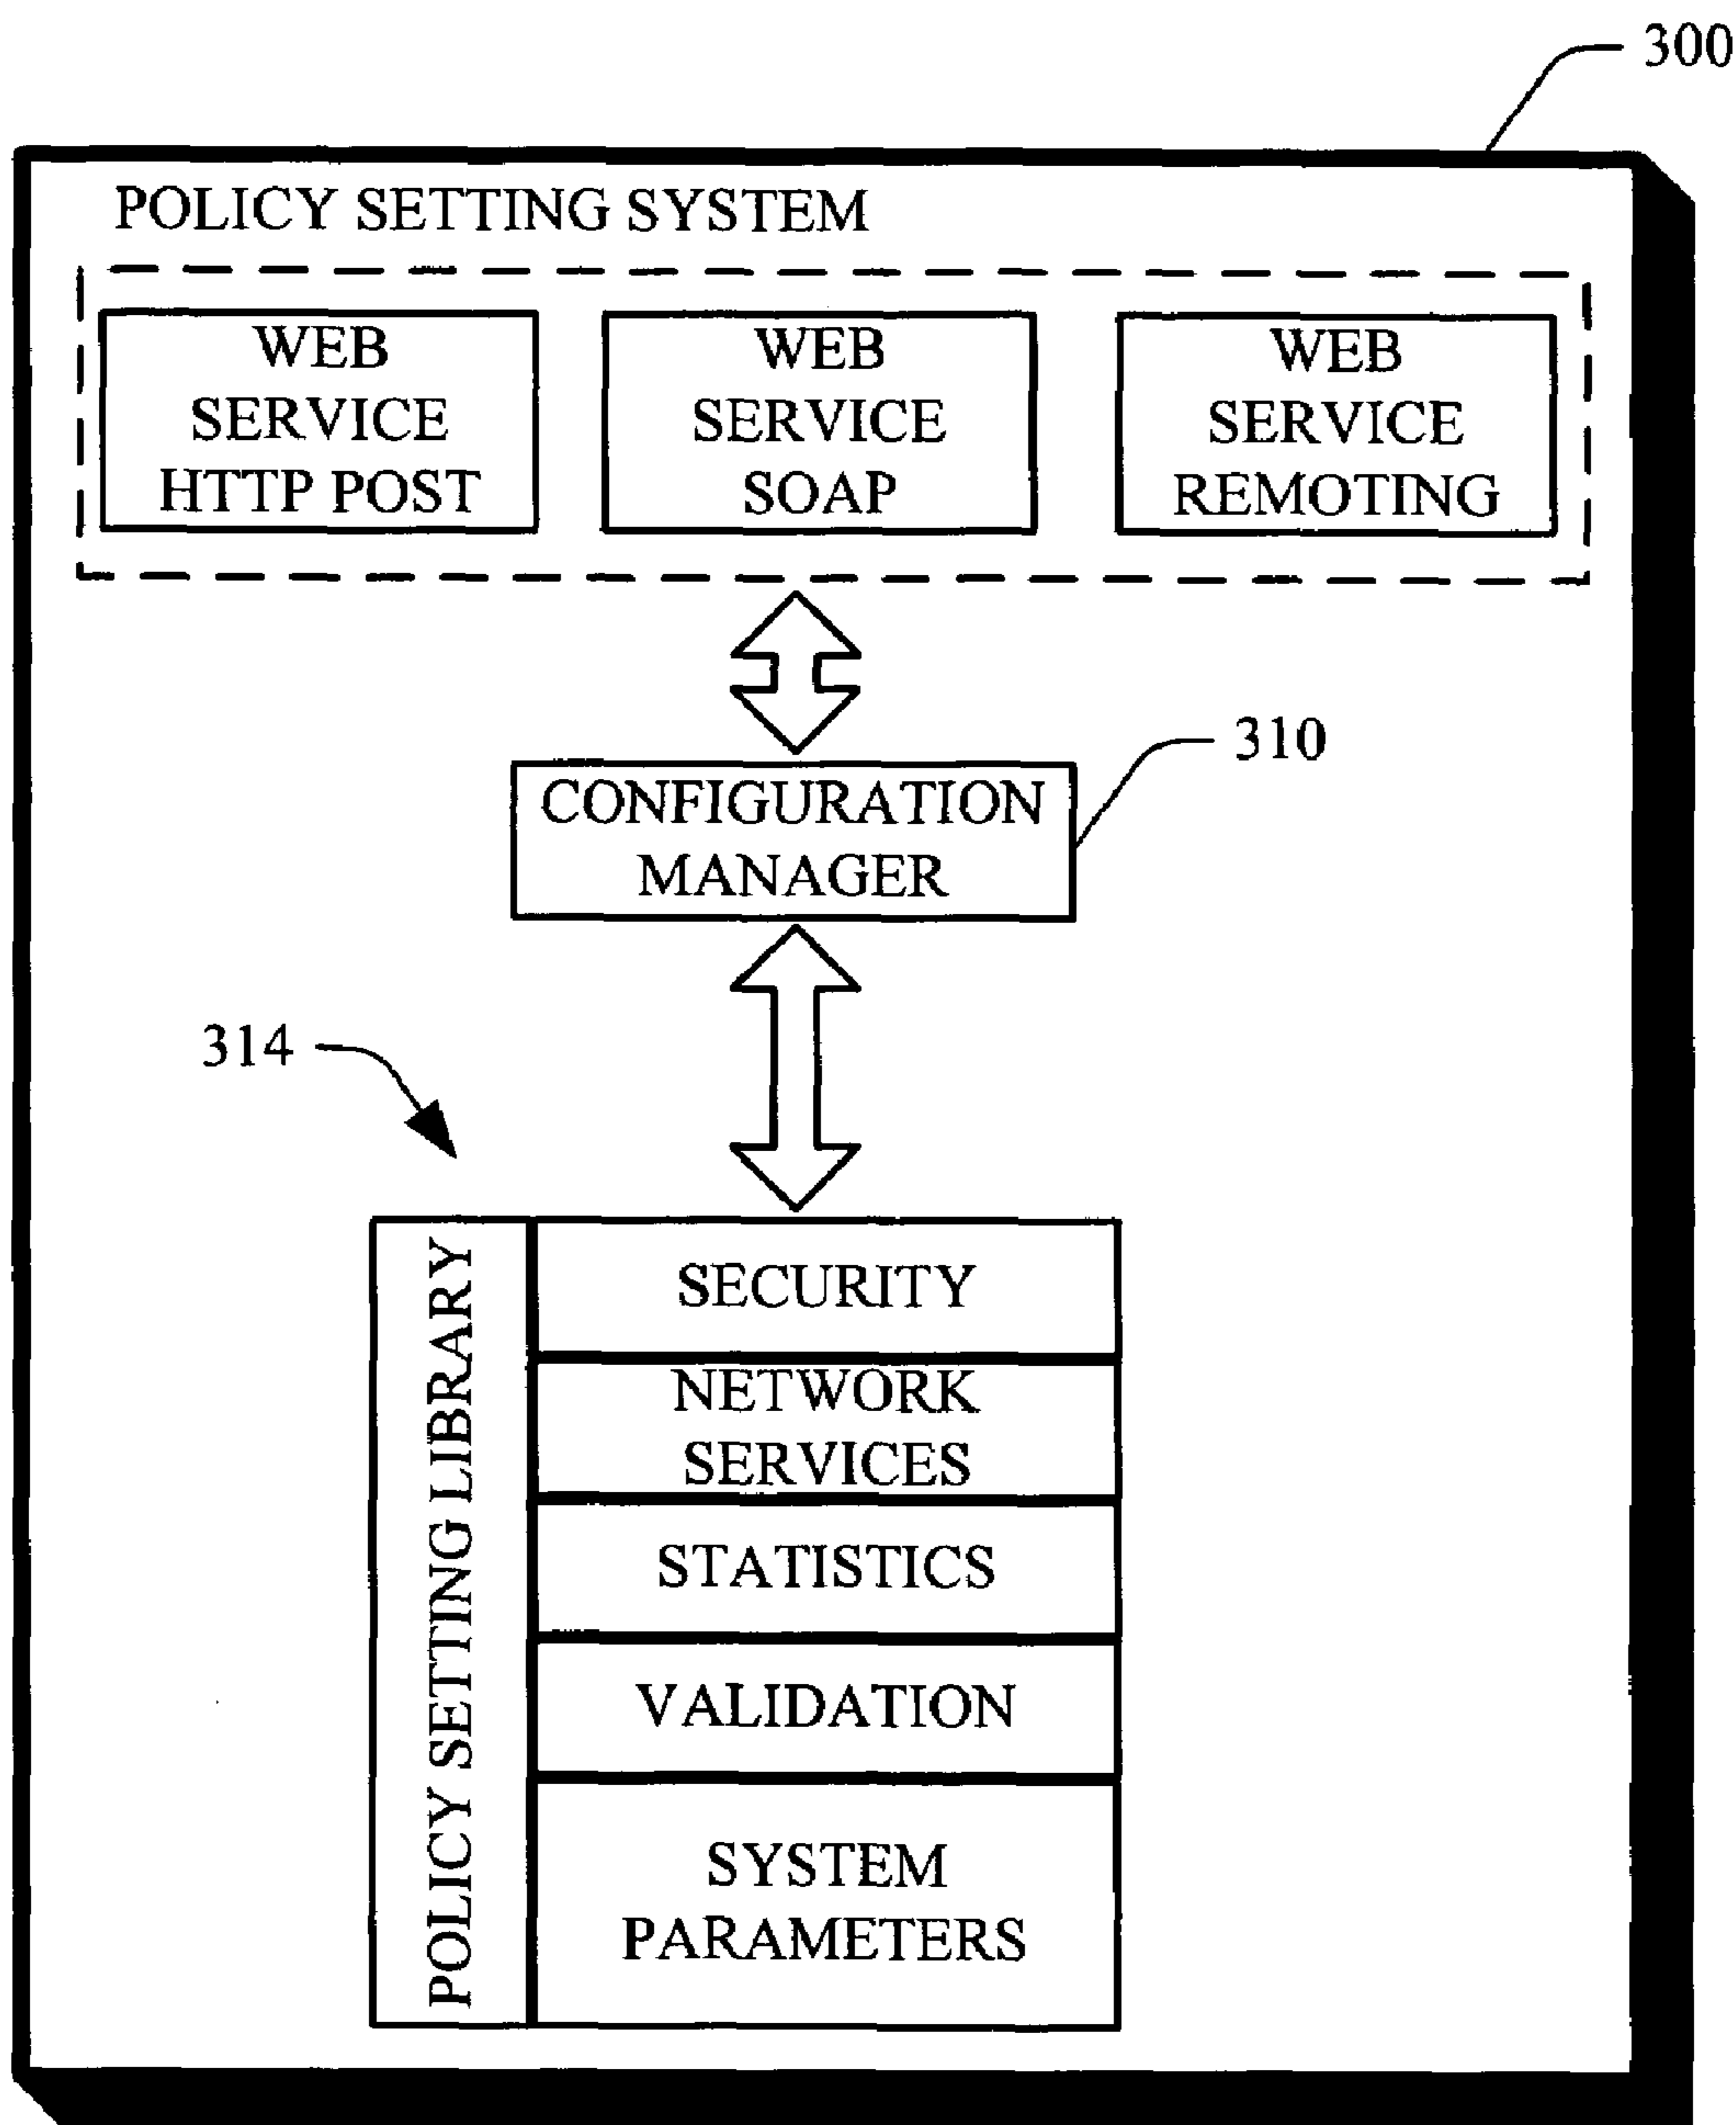 300
POLICY SETTING SYSTEM
WEB
SERVICE
HTTP POST
WEB
SERVICE
SOAP
WEB
SERVICE
REMOTING
310
CONFIGURATION
MANAGER
314
POLICY SETTING LIBRARY
SECURITY
NETWORK
SERVICES
STATISTICS
VALIDATION
SYSTEM
PARAMETERS